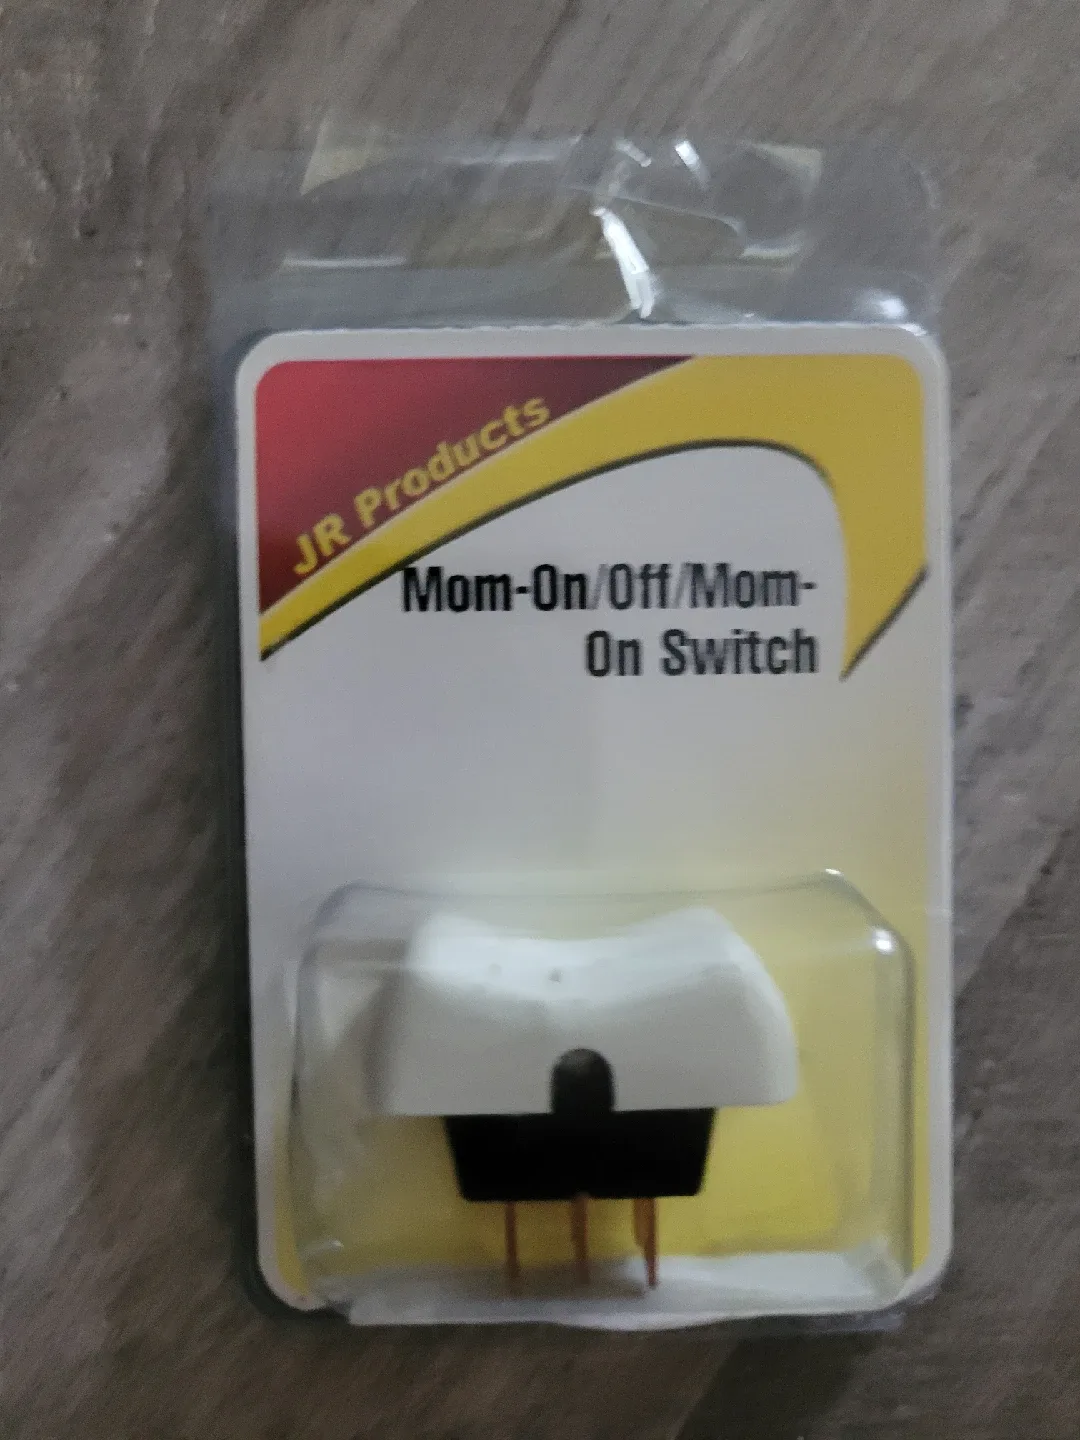 JR Products
Mom-On/Off/Mom-
On Switch